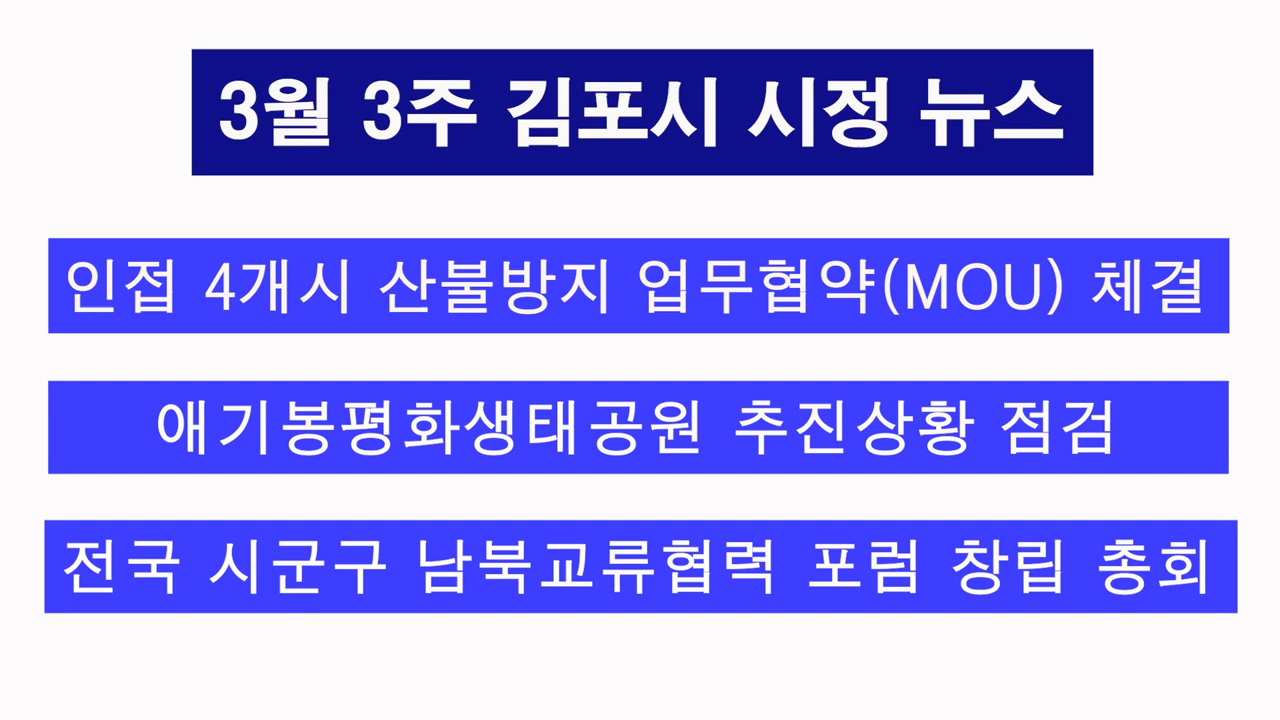 3월 3주 김포시 시정 뉴스
인접 4개시 산불방지 업무협약(MOU) 체결
애기봉평화생태공원 추진상황 점검
전국 시군구 남북교류협력 포럼 창립 총회